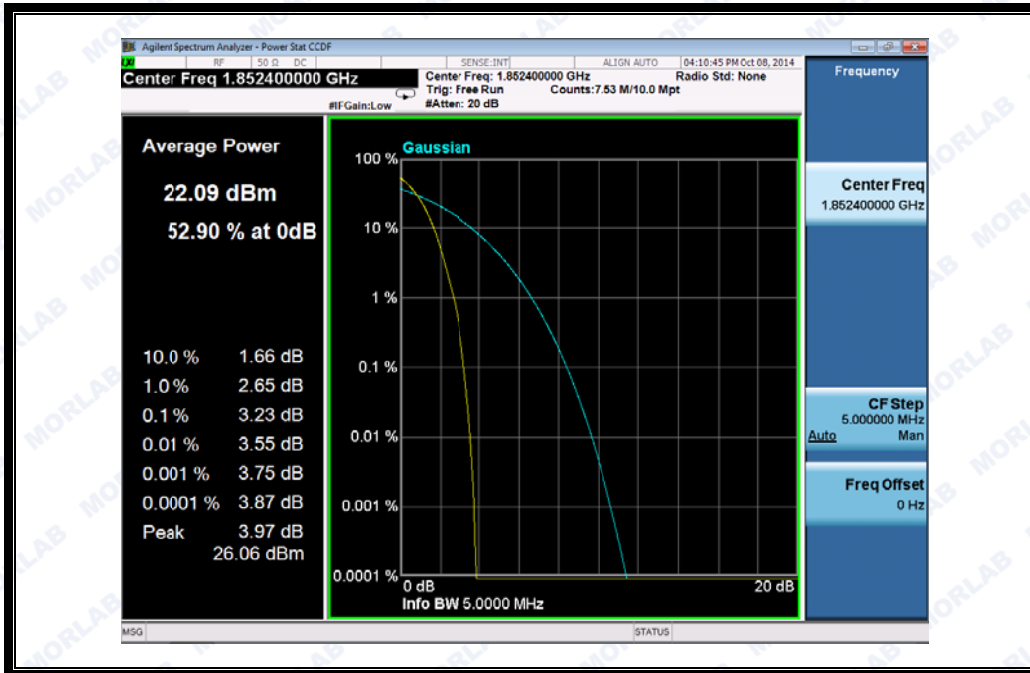 Agilent Spectrum Analyzer - Power Stat CCDF
LXI RF 50 Ω DC SENSE:INT ALIGN AUTO 04:10:45 PM Oct 08, 2014
Center Freq 1.852400000 GHz
Center Freq: 1.852400000 GHz Radio Std: None
Trig: Free Run Counts:7.53 M/10.0 Mpt
#IFGain:Low #Atten: 20 dB
Frequency
Average Power
22.09 dBm
52.90 % at 0dB
10.0 % 1.66 dB
1.0 % 2.65 dB
0.1 % 3.23 dB
0.01 % 3.55 dB
0.001 % 3.75 dB
0.0001 % 3.87 dB
Peak 3.97 dB
26.06 dBm
Gaussian
100 %
10 %
1 %
0.1 %
0.01 %
0.001 %
0.0001 %
0 dB 20 dB
Info BW 5.0000 MHz
Center Freq
1.852400000 GHz
CF Step
5.000000 MHz
Auto Man
Freq Offset
0 Hz
MSG STATUS
MORLAB